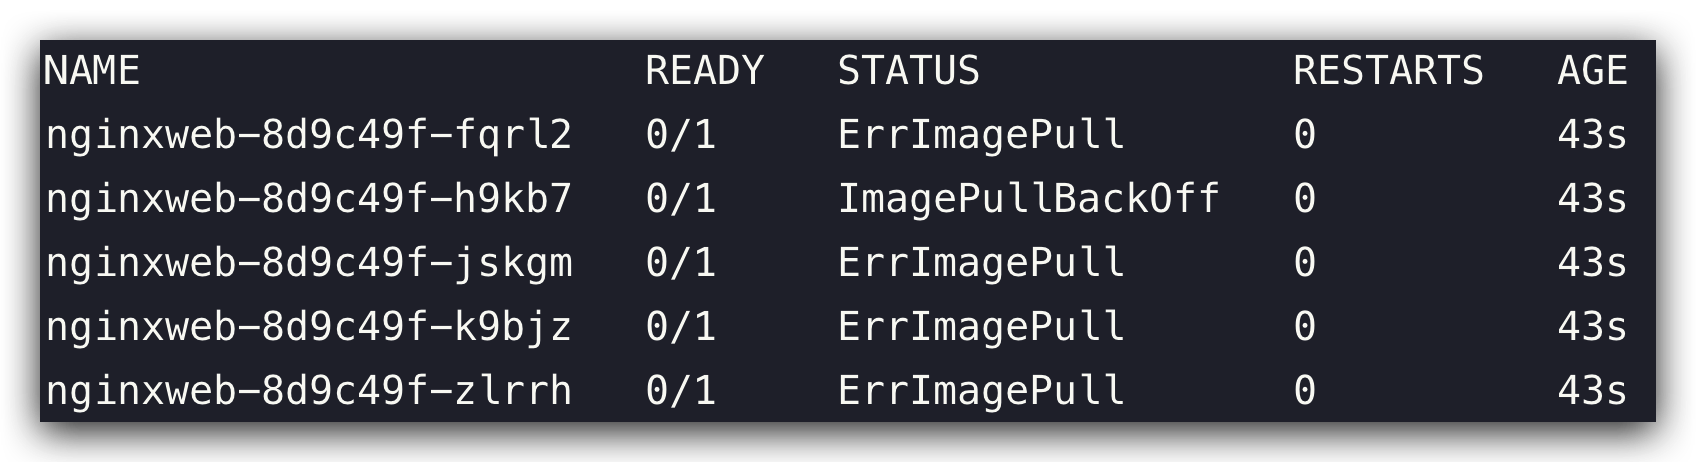 NAME READY STATUS RESTARTS AGE
nginxweb-8d9c49f-fqrl2 0/1 ErrImagePull 0 43s
nginxweb-8d9c49f-h9kb7 0/1 ImagePullBackOff 0 43s
nginxweb-8d9c49f-jskgm 0/1 ErrImagePull 0 43s
nginxweb-8d9c49f-k9bjz 0/1 ErrImagePull 0 43s
nginxweb-8d9c49f-zlrrh 0/1 ErrImagePull 0 43s